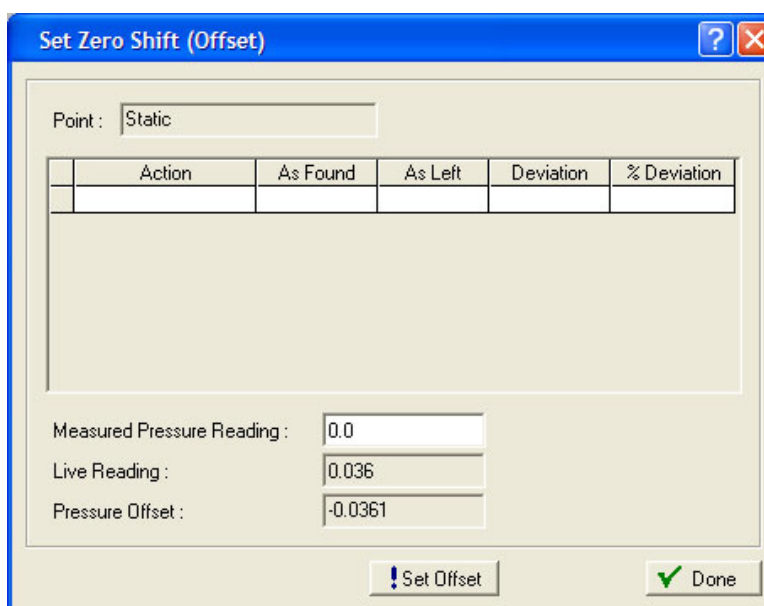 Set Zero Shift (Offset)
Point : Static
Action As Found As Left Deviation % Deviation
Measured Pressure Reading : 0.0
Live Reading : 0.036
Pressure Offset : -0.0361
! Set Offset Done